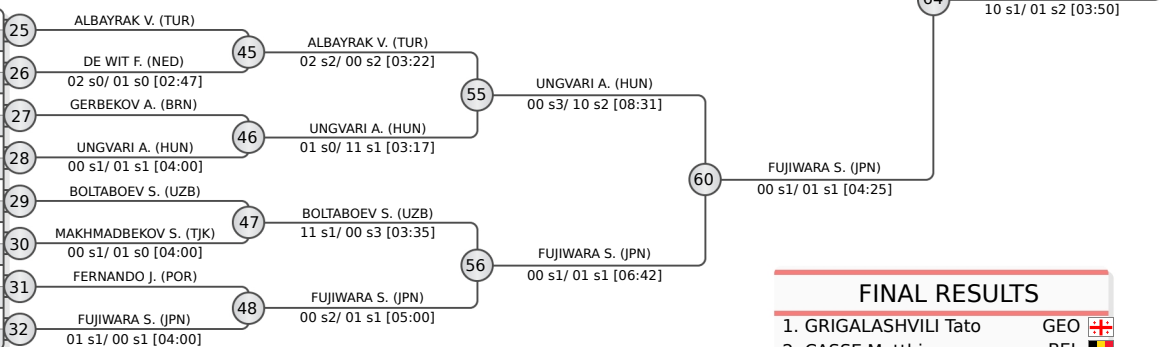 64
10 s1/ 01 s2 [03:50]
25
ALBAYRAK V. (TUR)
45
ALBAYRAK V. (TUR)
02 s2/ 00 s2 [03:22]
26
DE WIT F. (NED)
02 s0/ 01 s0 [02:47]
55
UNGVARI A. (HUN)
00 s3/ 10 s2 [08:31]
27
GERBEKOV A. (BRN)
46
UNGVARI A. (HUN)
01 s0/ 11 s1 [03:17]
28
UNGVARI A. (HUN)
00 s1/ 01 s1 [04:00]
60
FUJIWARA S. (JPN)
00 s1/ 01 s1 [04:25]
29
BOLTABOEV S. (UZB)
47
BOLTABOEV S. (UZB)
11 s1/ 00 s3 [03:35]
30
MAKHMADBEKOV S. (TJK)
00 s1/ 01 s0 [04:00]
56
FUJIWARA S. (JPN)
00 s1/ 01 s1 [06:42]
31
FERNANDO J. (POR)
48
FUJIWARA S. (JPN)
00 s2/ 01 s1 [05:00]
32
FUJIWARA S. (JPN)
01 s1/ 00 s1 [04:00]
FINAL RESULTS
1. GRIGALASHVILI Tato GEO
2. CASSE BEL